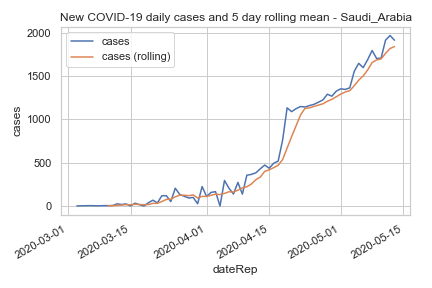 New COVID-19 daily cases and 5 day rolling mean - Saudi_Arabia
cases
cases (rolling)
2000
1500
1000
500
0
cases
2020-03-01
2020-03-15
2020-04-01
2020-04-15
2020-05-01
2020-05-15
dateRep